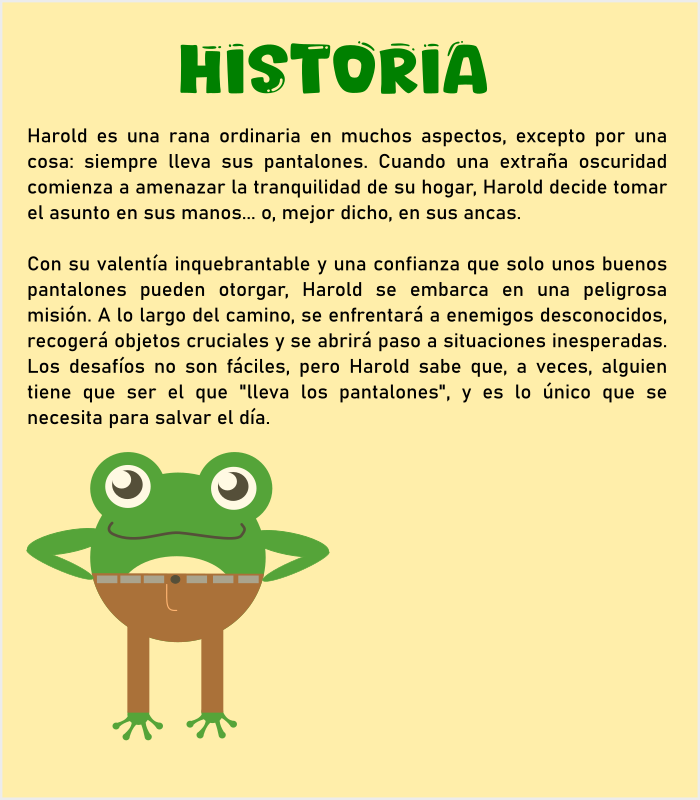 HISTORIA
Harold es una rana ordinaria en muchos aspectos, excepto por una
cosa: siempre lleva sus pantalones. Cuando una extraña oscuridad
comienza a amenazar la tranquilidad de su hogar, Harold decide tomar
el asunto en sus manos... o, mejor dicho, en sus ancas.
Con su valentía inquebrantable y una confianza que solo unos buenos
pantalones pueden otorgar, Harold se embarca en una peligrosa
misión. A lo largo del camino, se enfrentará a enemigos desconocidos,
recogerá objetos cruciales y se abrirá paso a situaciones inesperadas.
Los desafíos no son fáciles, pero Harold sabe que, a veces, alguien
tiene que ser el que "lleva los pantalones", y es lo único que se
necesita para salvar el día.